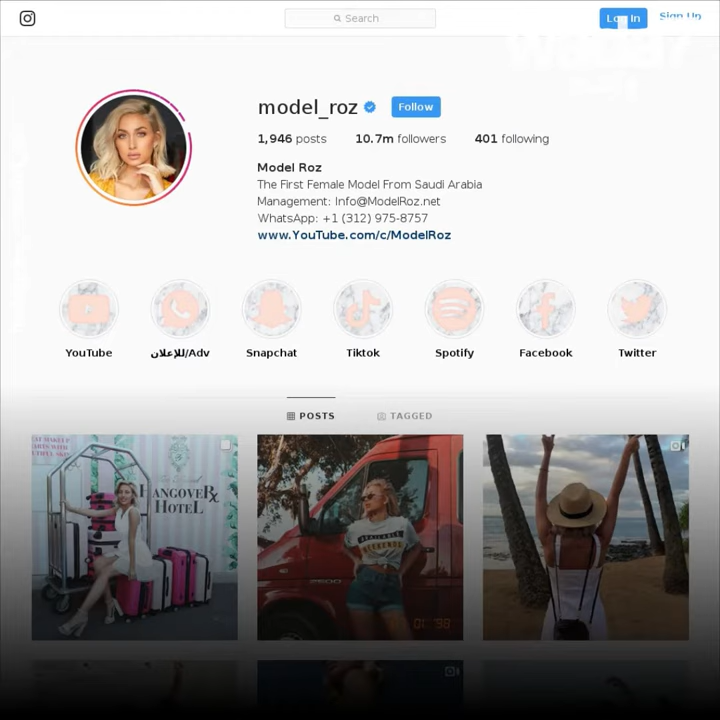 Search
Log In
Sign Up
model_roz
Follow
1,946 posts 10.7m followers 401 following
Model Roz
The First Female Model From Saudi Arabia
Management: Info@ModelRoz.net
WhatsApp: +1 (312) 975-8757
www.YouTube.com/c/ModelRoz
YouTube
للإعلان/Adv
Snapchat
Tiktok
Spotify
Facebook
Twitter
POSTS
TAGGED
HANGOVERx
HOTEL
WEEKENDS